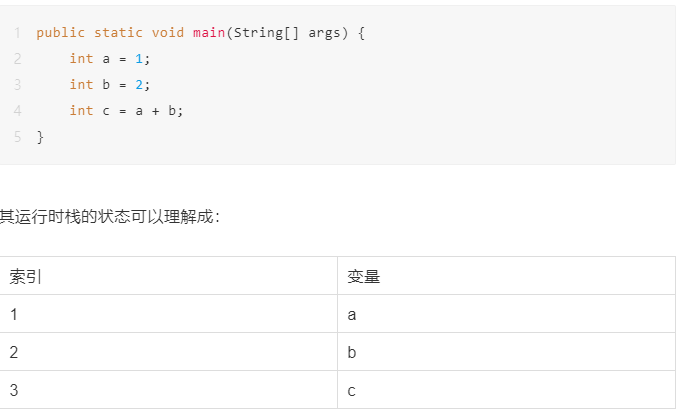 1 public static void main(String[] args) {
2 int a = 1;
3 int b = 2;
4 int c = a + b;
5 }
其运行时栈的状态可以理解成：
索引 变量
1 a
2 b
3 c